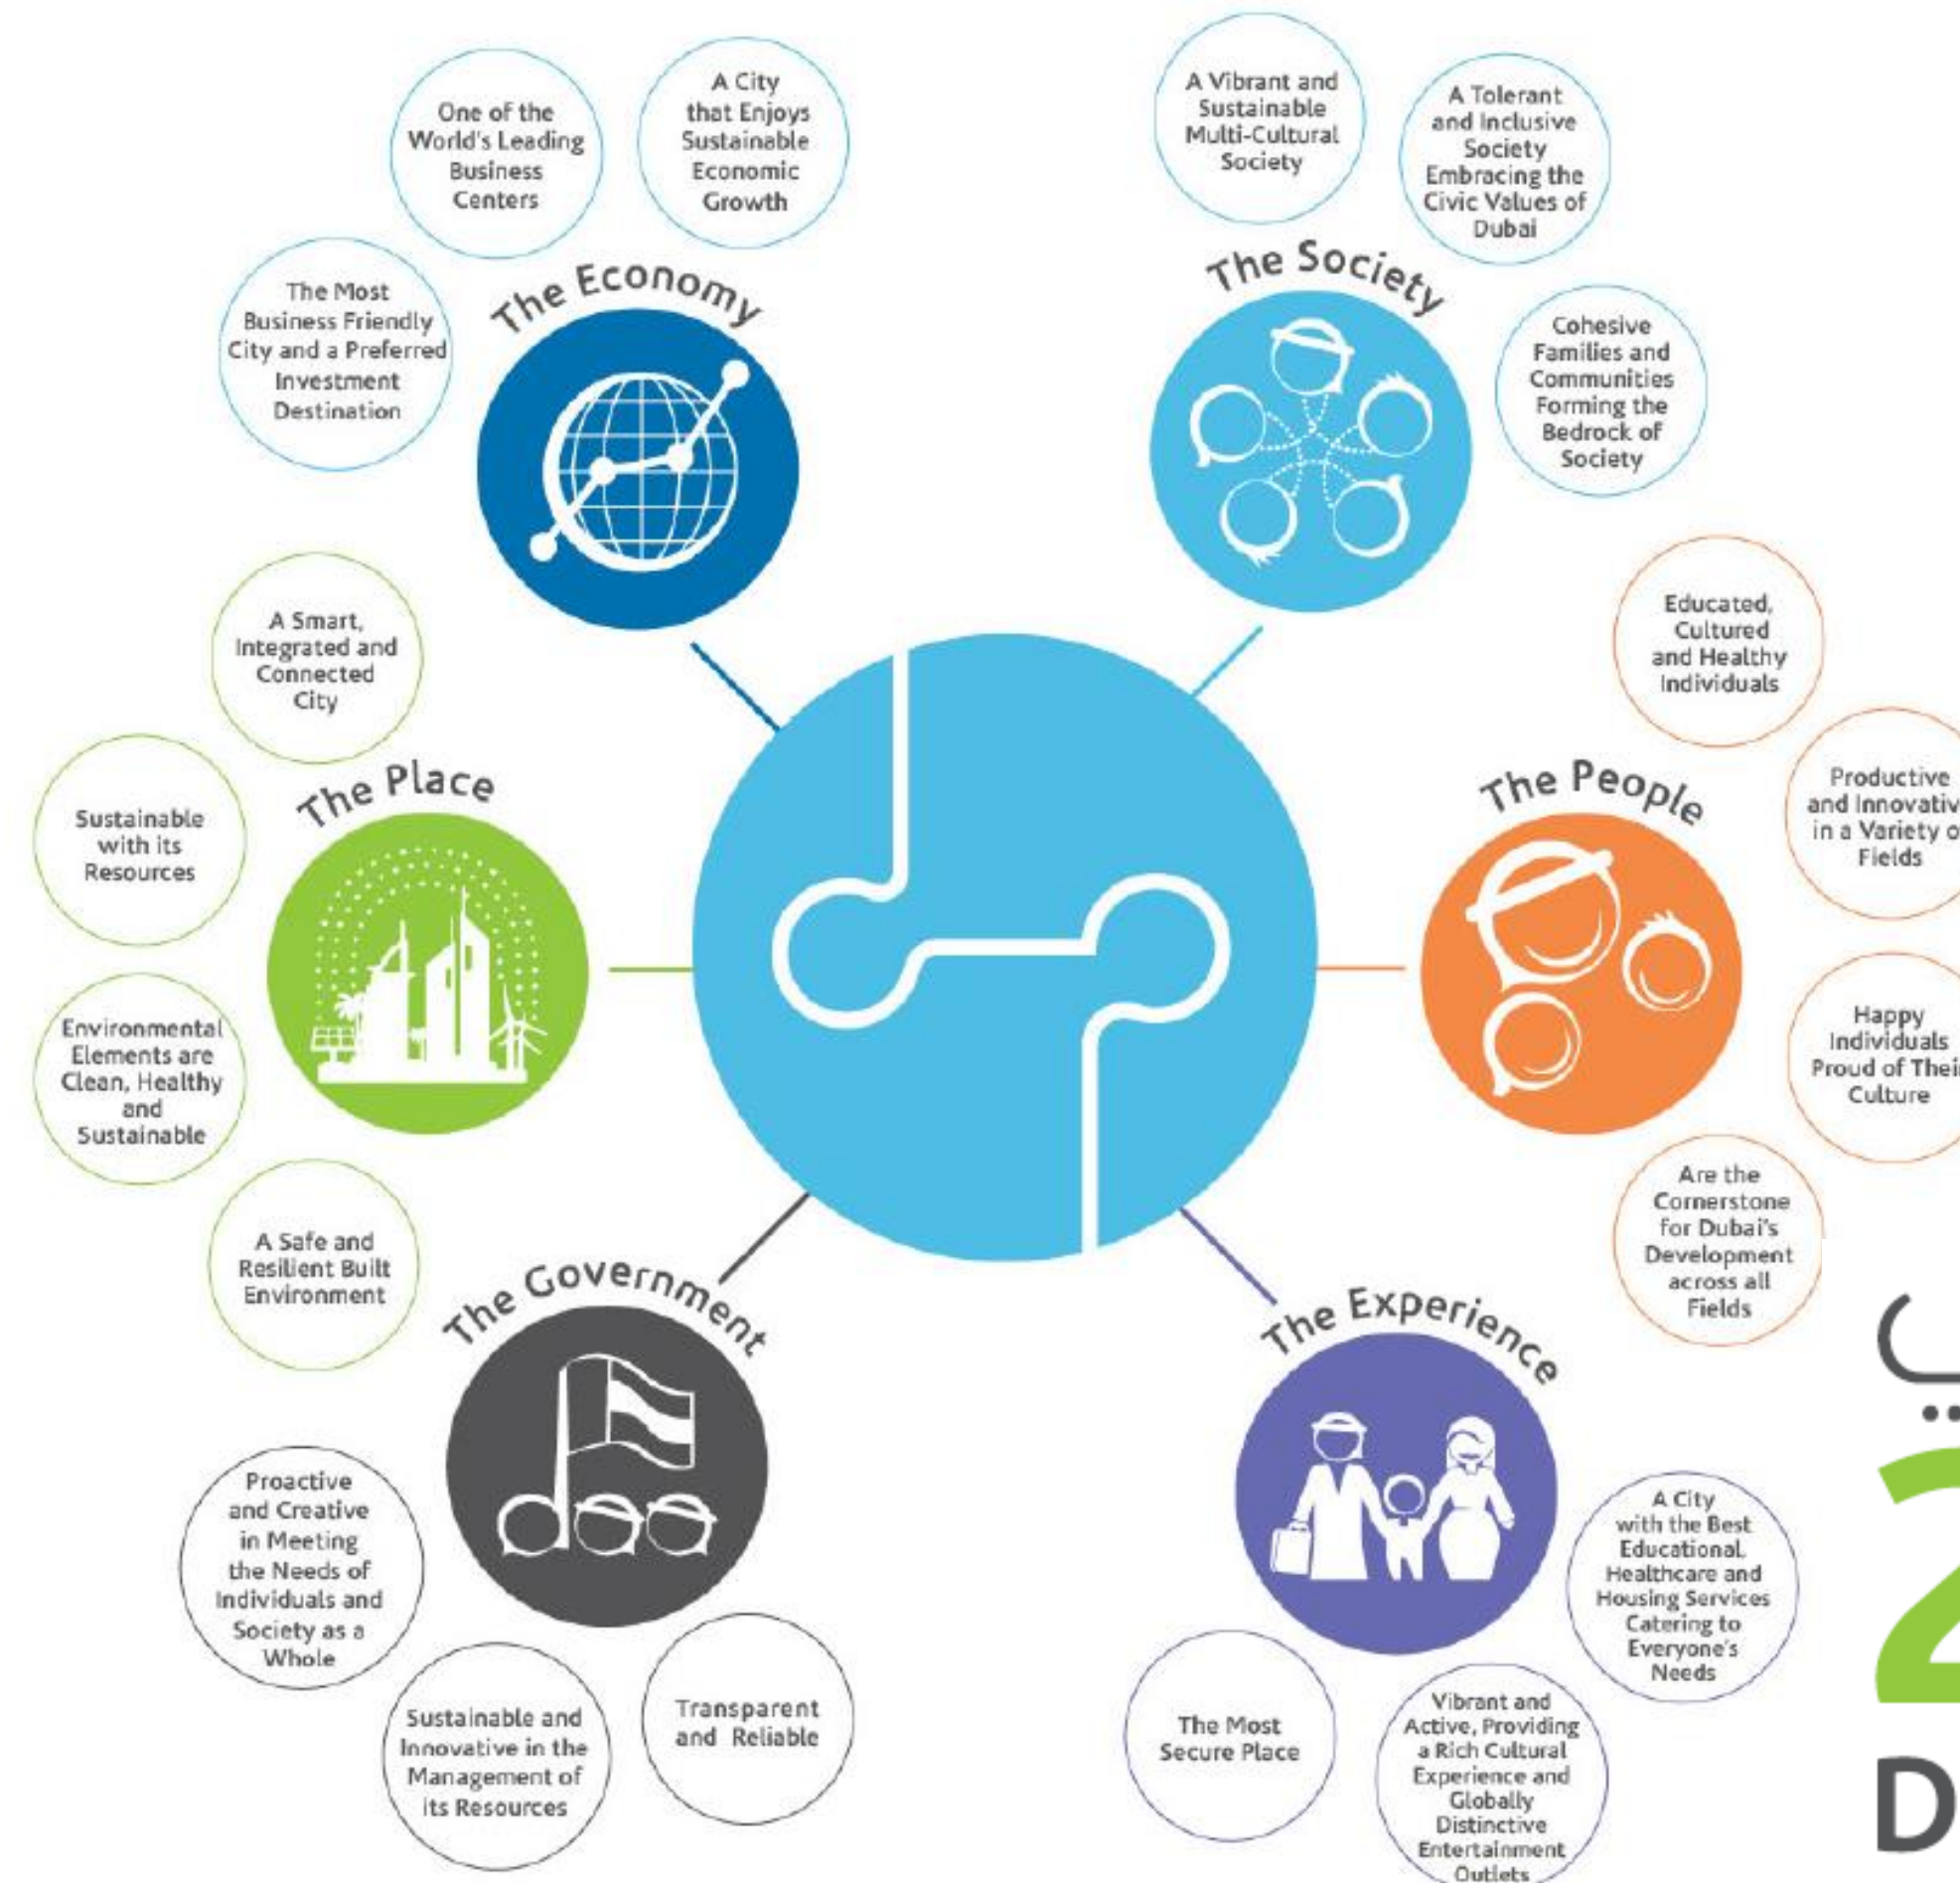 The Economy
The Most
Business Friendly
City and a Preferred
Investment
Destination
One of the
World's Leading
Business
Centers
A City
that Enjoys
Sustainable
Economic
Growth
The Society
A Vibrant and
Sustainable
Multi-Cultural
Society
A Tolerant
and Inclusive
Society
Embracing the
Civic Values of
Dubai
Cohesive
Families and
Communities
Forming the
Bedrock of
Society
The People
Educated,
Cultured
and Healthy
Individuals
Productive
and Innovativ
in a Variety o
Fields
Happy
Individuals
Proud of Their
Culture
Are the
Cornerstone
for Dubai's
Development
across all
Fields
The Experience
A City
with the Best
Educational,
Healthcare and
Housing Services
Catering to
Everyone's
Needs
Vibrant and
Active, Providing
a Rich Cultural
Experience and
Globally
Distinctive
Entertainment
Outlets
The Most
Secure Place
The Government
Transparent
and Reliable
Sustainable and
Innovative in the
Management of
its Resources
Proactive
and Creative
in Meeting
the Needs of
Individuals and
Society as a
Whole
The Place
A Safe and
Resilient Built
Environment
Environmental
Elements are
Clean, Healthy
and
Sustainable
Sustainable
with its
Resources
A Smart,
Integrated and
Connected
City
2
D